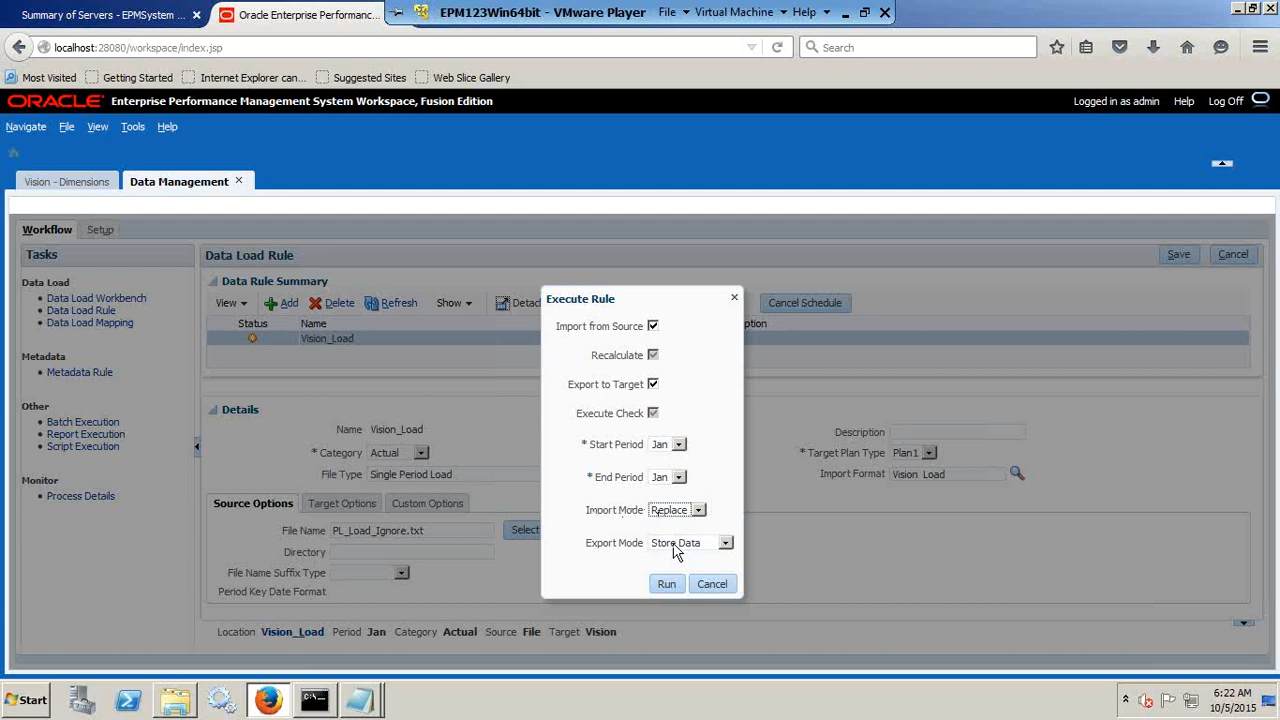 Summary of Servers - EPMSystem ... ×
Oracle Enterprise Performanc...
EPM123Win64bit - VMware Player File Virtual Machine Help
localhost:28080/workspace/index.jsp
Search
Most Visited Getting Started Internet Explorer can... Suggested Sites Web Slice Gallery
ORACLE Enterprise Performance Management System Workspace, Fusion Edition
Logged in as admin Help Log Off
Navigate File View Tools Help
Vision - Dimensions Data Management ×
Workflow Setup
Tasks
Data Load
Data Load Workbench
Data Load Rule
Data Load Mapping
Metadata
Metadata Rule
Other
Batch Execution
Report Execution
Script Execution
Monitor
Process Details
Data Load Rule
Save Cancel
Data Rule Summary
View Add Delete Refresh Show Detac
Cancel Schedule
Status Name ption
Vision_Load
Details
Name Vision_Load
* Category Actual
File Type Single Period Load
Description
* Target Plan Type Plan1
Import Format Vision_Load
Source Options Target Options Custom Options
File Name PL_Load_Ignore.txt Select
Directory
File Name Suffix Type
Period Key Date Format
Location Vision_Load Period Jan Category Actual Source File Target Vision
Execute Rule ×
Import from Source
Recalculate
Export to Target
Execute Check
* Start Period Jan
* End Period Jan
Import Mode Replace
Export Mode Store Data
Run Cancel
Start
6:22 AM
10/5/2015